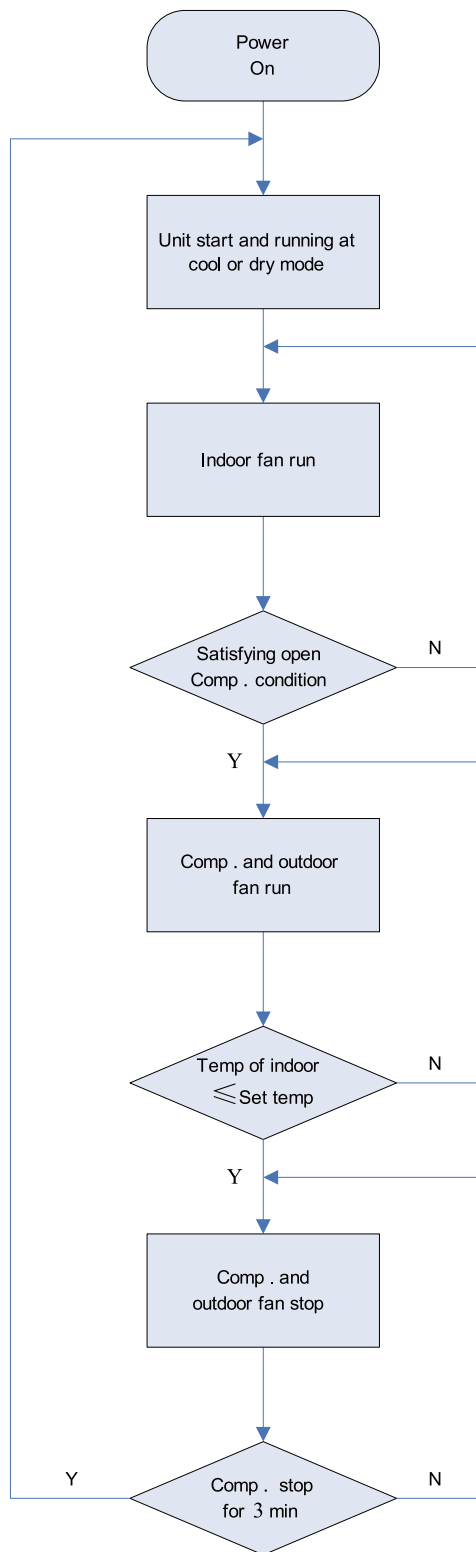 Power
On
Unit start and running at
cool or dry mode
Indoor fan run
Satisfying open
Comp . condition
N
Y
Comp . and outdoor
fan run
Temp of indoor
≤ Set temp
N
Y
Comp . and
outdoor fan stop
Comp . stop
for 3 min
Y
N